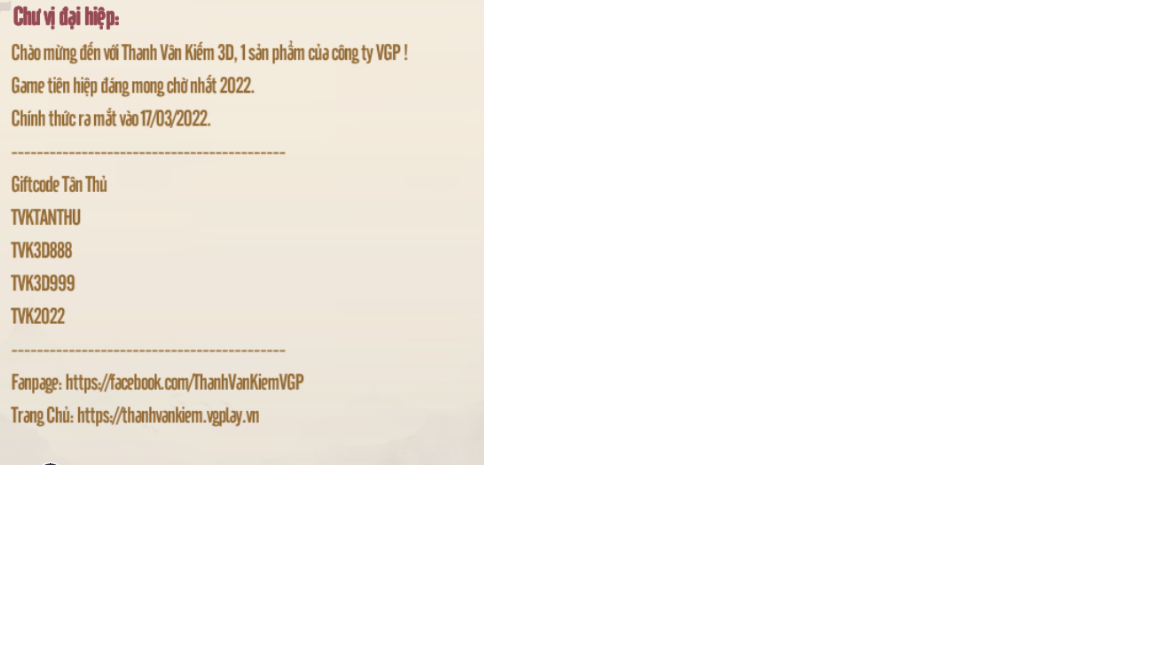 Chư vị đại hiệp:
Chào mừng đến với Thanh Vân Kiếm 3D, 1 sản phẩm của công ty VGP !
Game tiên hiệp đáng mong chờ nhất 2022.
Chính thức ra mắt vào 17/03/2022.
-------------------------------------------
Giftcode Tân Thủ
TVKTANTHU
TVK3D888
TVK3D999
TVK2022
-------------------------------------------
Fanpage: https://facebook.com/ThanhVanKiemVGP
Trang Chủ: https://thanhvankiem.vgplay.vn